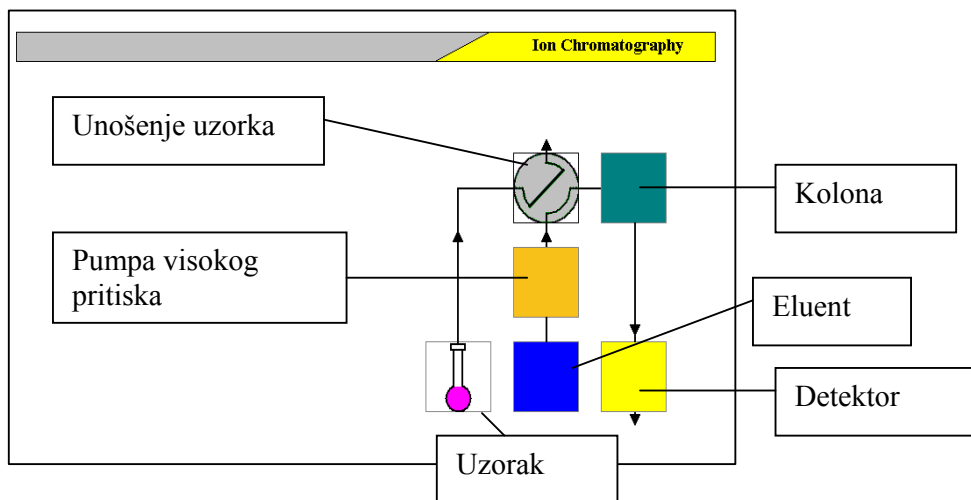 Ion Chromatography
Unošenje uzorka
Kolona
Pumpa visokog
pritiska
Eluent
Detektor
Uzorak